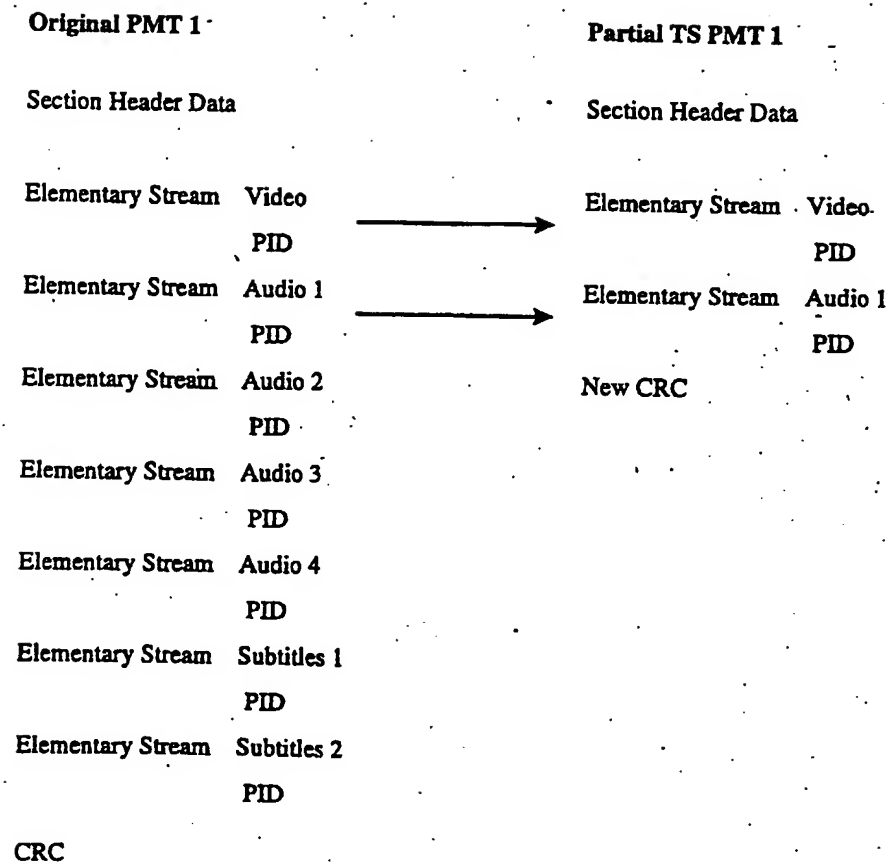 Original PMT 1
Section Header Data
Elementary Stream Video
PID
Elementary Stream Audio 1
PID
Elementary Stream Audio 2
PID
Elementary Stream Audio 3
PID
Elementary Stream Audio 4
PID
Elementary Stream Subtitles 1
PID
Elementary Stream Subtitles 2
PID
CRC
Partial TS PMT 1
Section Header Data
Elementary Stream Video
PID
Elementary Stream Audio 1
PID
New CRC